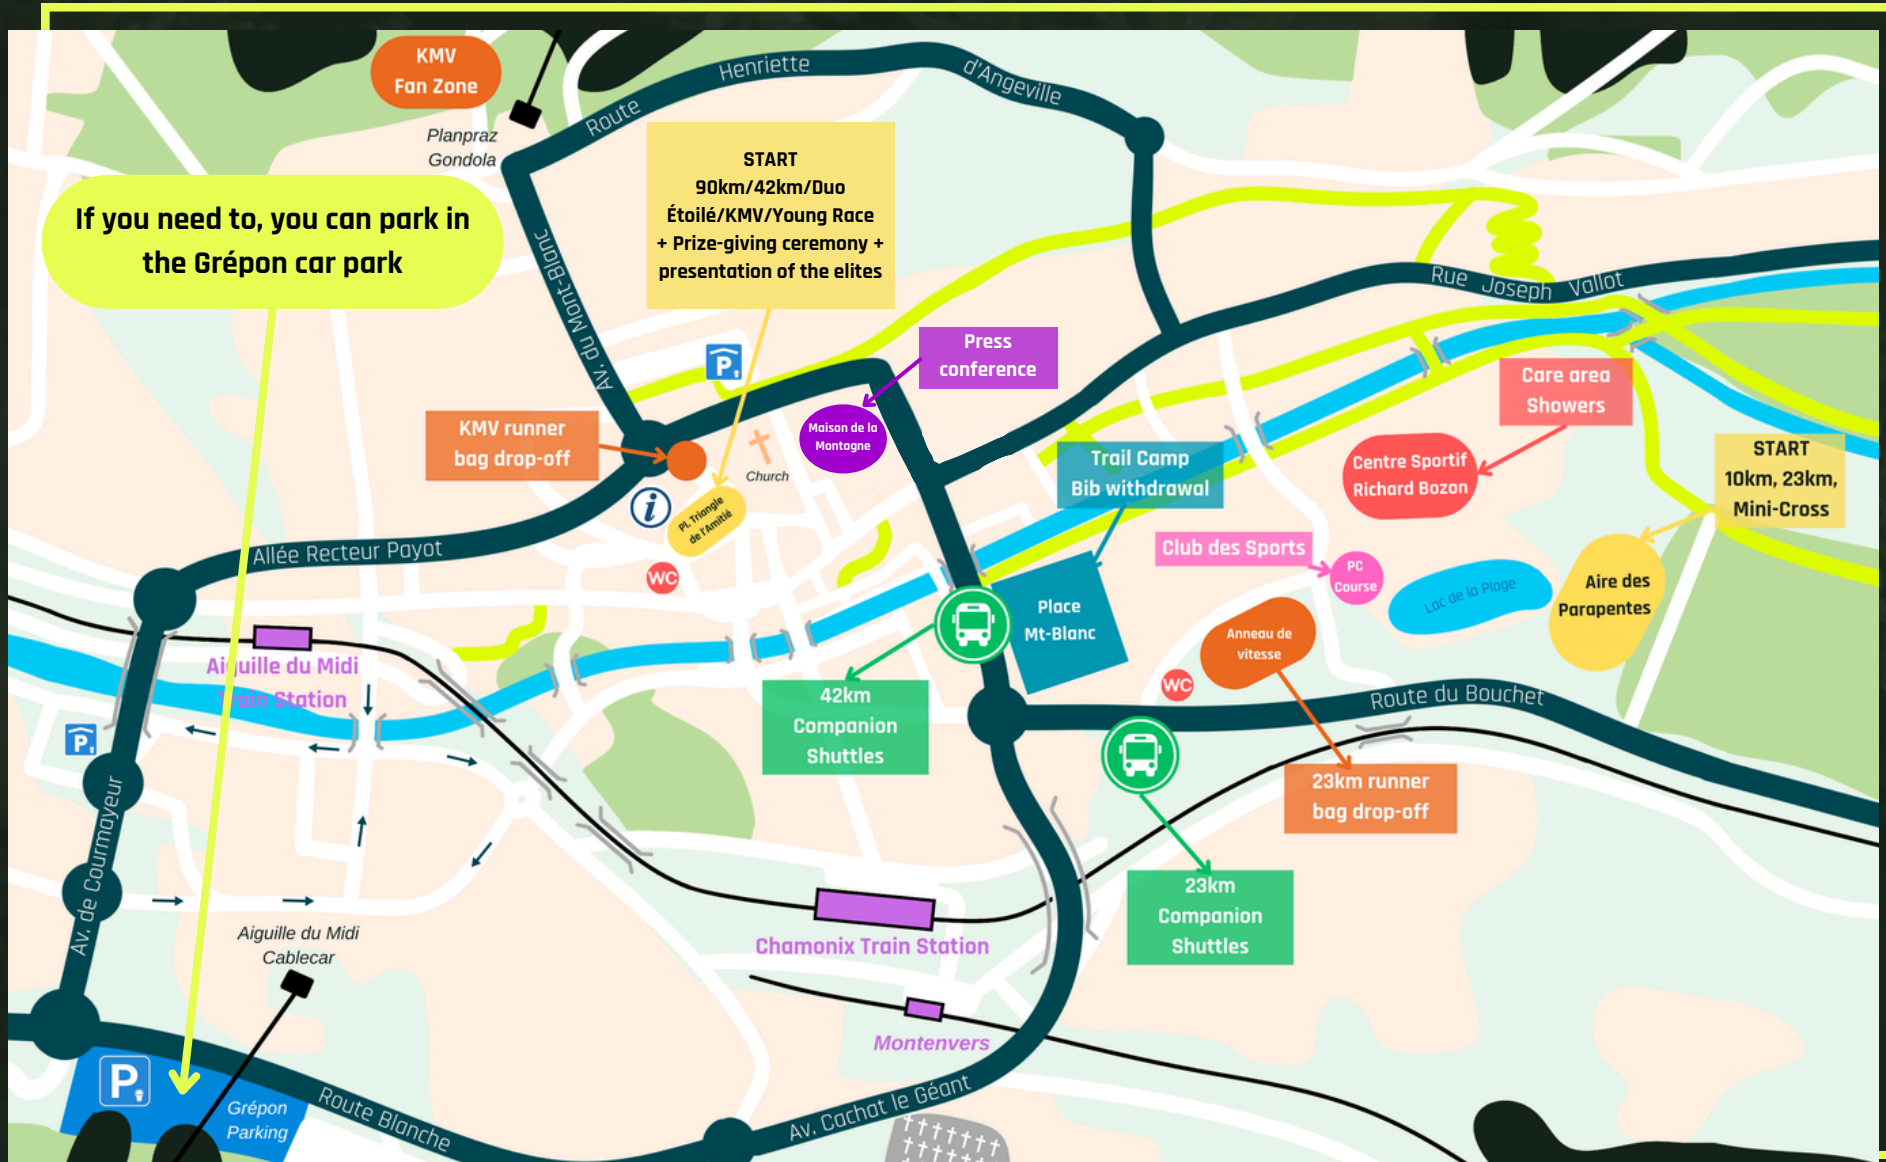 KMV
Fan Zone
Planpraz
Gondola
Route
Henriette
d'Angeville
If you need to, you can park in
the Grépon car park
START
90km/42km/Duo
Étoilé/KMV/Young Race
+ Prize-giving ceremony +
presentation of the elites
Av. du Mont-Blanc
P
Press
conference
Maison de la
Montagne
Rue Joseph Vallot
KMV runner
bag drop-off
Church
i
Pl. Triangle
de l'Amitié
WC
Allée Recteur Payot
Trail Camp
Bib withdrawal
Care area
Showers
Centre Sportif
Richard Bozon
START
10km, 23km,
Mini-Cross
Club des Sports
PC
Course
Lac de la Plage
Aire des
Parapentes
Place
Mt-Blanc
Anneau de
vitesse
WC
Aiguille du Midi
Train Station
P
42km
Companion
Shuttles
Route du Bouchet
23km runner
bag drop-off
23km
Companion
Shuttles
Av. de Courmayeur
Aiguille du Midi
Cablecar
Chamonix Train Station
Montenvers
P
Grépon
Parking
Route Blanche
Av. Cachat le Géant